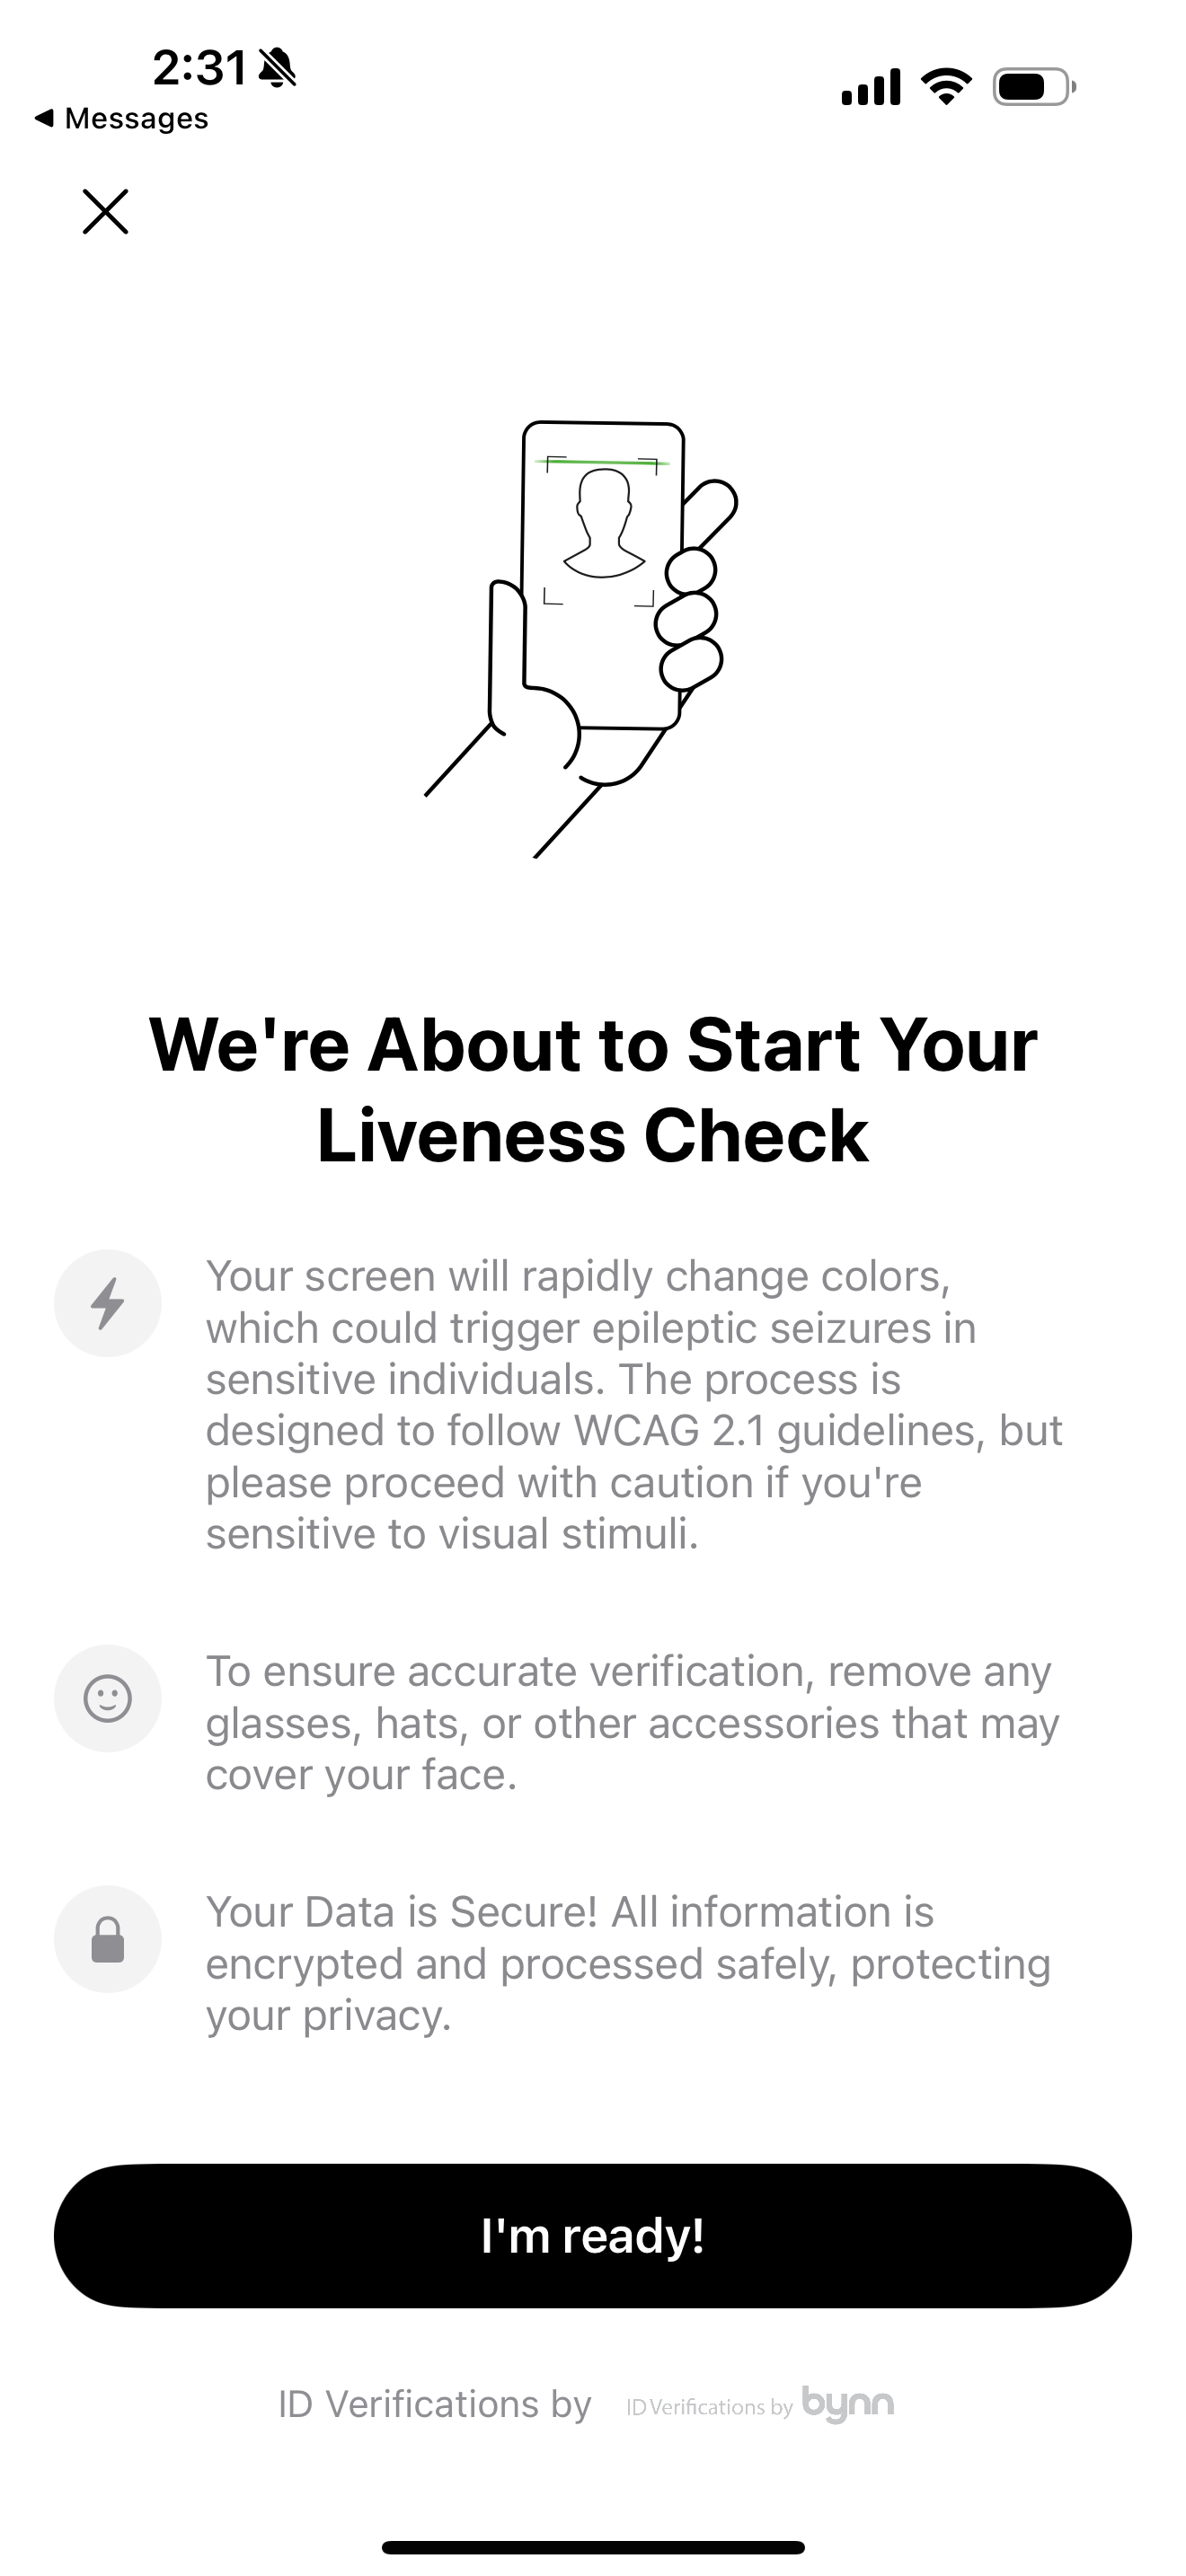 2:31
Messages
We're About to Start Your
Liveness Check
Your screen will rapidly change colors,
which could trigger epileptic seizures in
sensitive individuals. The process is
designed to follow WCAG 2.1 guidelines, but
please proceed with caution if you're
sensitive to visual stimuli.
To ensure accurate verification, remove any
glasses, hats, or other accessories that may
cover your face.
Your Data is Secure! All information is
encrypted and processed safely, protecting
your privacy.
I'm ready!
ID Verifications by ID Verifications by bynn